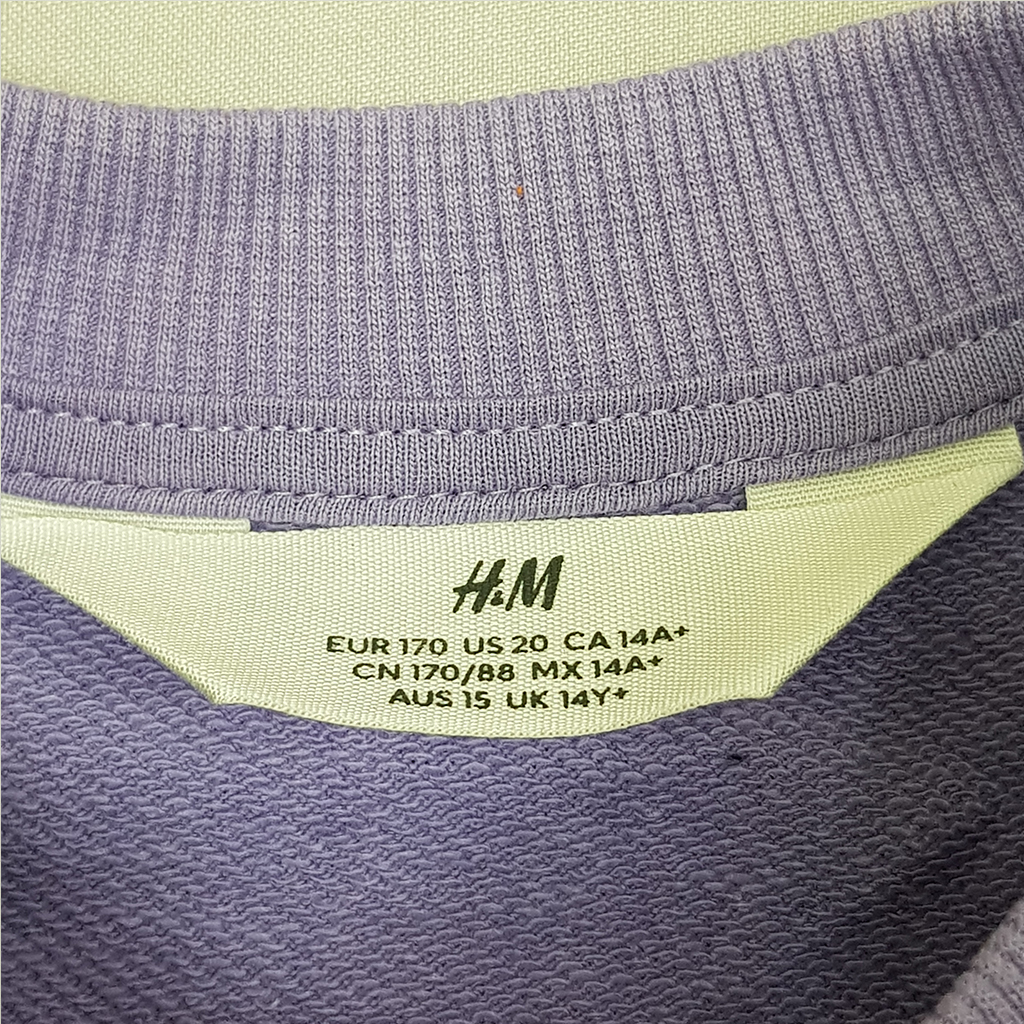 H&M
EUR 170 US 20 CA 14A+
CN 170/88 MX 14A+
AUS 15 UK 14Y+